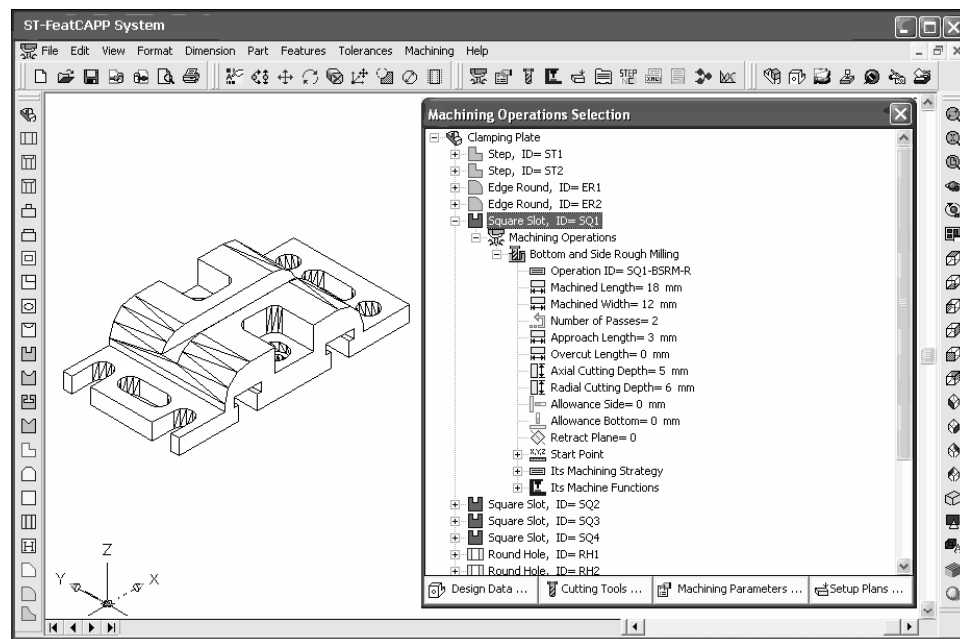 ST-FeatCAPP System
File Edit View Format Dimension Part Features Tolerances Machining Help
STEP NC
XML
Machining Operations Selection
Clamping Plate
Step, ID= ST1
Step, ID= ST2
Edge Round, ID= ER1
Edge Round, ID= ER2
Square Slot, ID= SQ1
Machining Operations
Bottom and Side Rough Milling
Operation ID= SQ1-BSRM-R
Machined Length= 18 mm
Machined Width= 12 mm
Number of Passes= 2
Approach Length= 3 mm
Overcut Length= 0 mm
Axial Cutting Depth= 5 mm
Radial Cutting Depth= 6 mm
Allowance Side= 0 mm
Allowance Bottom= 0 mm
Retract Plane= 0
X,Y,Z Start Point
Its Machining Strategy
Its Machine Functions
Square Slot, ID= SQ2
Square Slot, ID= SQ3
Square Slot, ID= SQ4
Round Hole, ID= RH1
Round Hole, ID= RH2
Design Data ... Cutting Tools ... Machining Parameters ... Setup Plans ...
Z
Y X